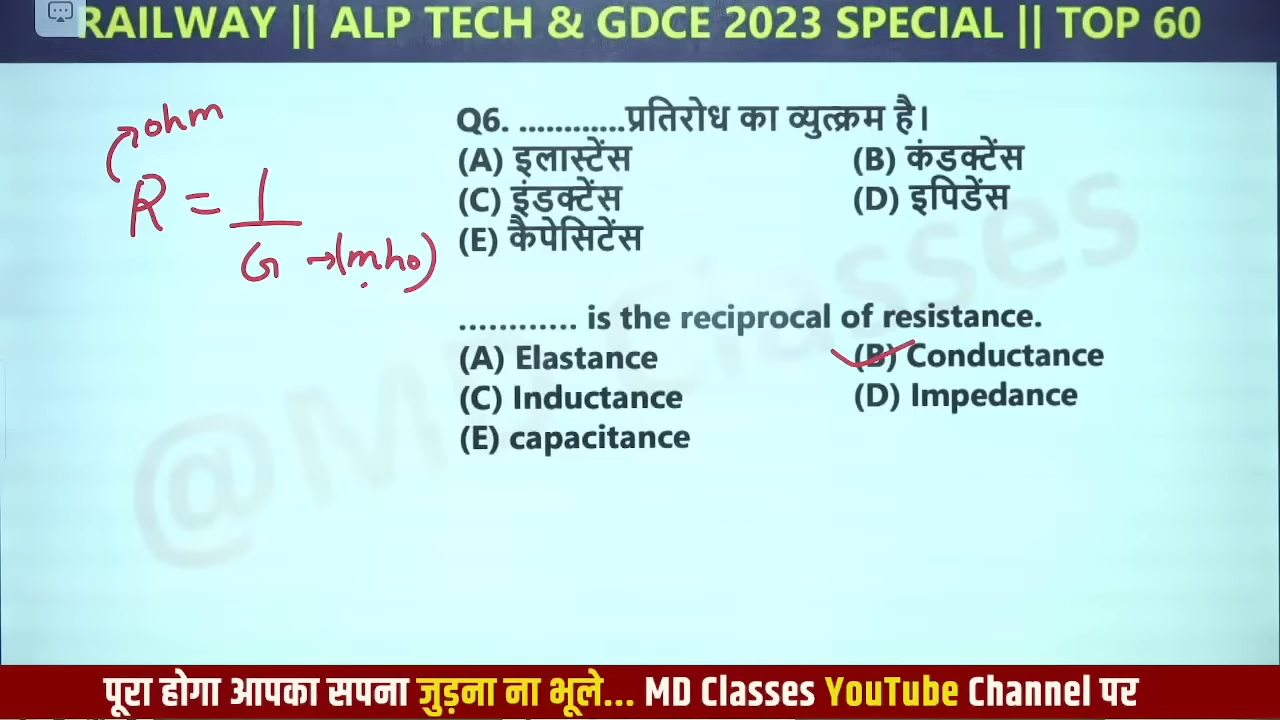 RAILWAY || ALP TECH & GDCE 2023 SPECIAL || TOP 60
ohm
R = 1
G → (mho)
Q6. ............प्रतिरोध का व्युत्क्रम है।
(A) इलास्टेंस (B) कंडक्टेंस
(C) इंडक्टेंस (D) इपिडेंस
(E) कैपेसिटेंस
............ is the reciprocal of resistance.
(A) Elastance (B) Conductance
(C) Inductance (D) Impedance
(E) capacitance
@MD Classes
पूरा होगा आपका सपना जुड़ना ना भूले... MD Classes YouTube Channel पर